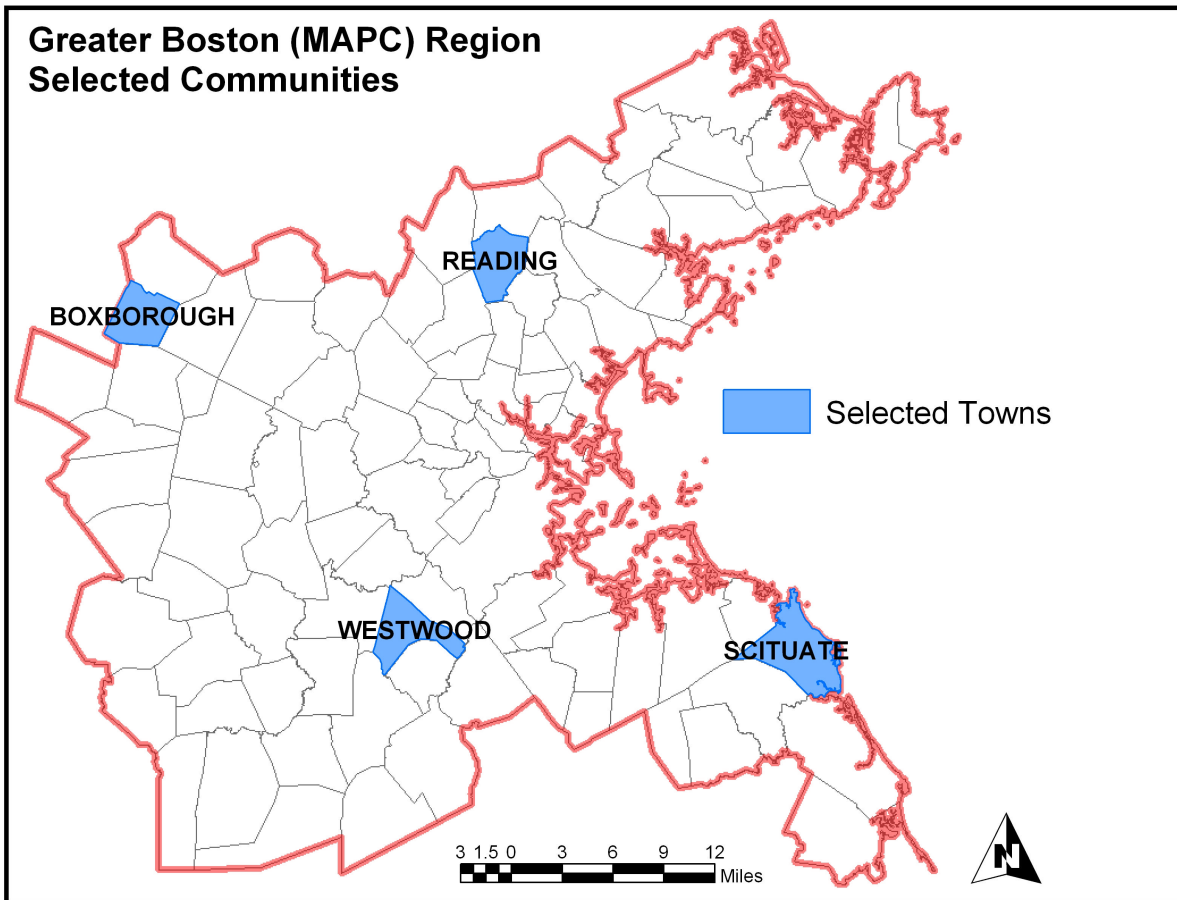 Greater Boston (MAPC) Region
Selected Communities
READING
BOXBOROUGH
Selected Towns
WESTWOOD
SCITUATE
3 1.5 0 3 6 9 12
Miles
N